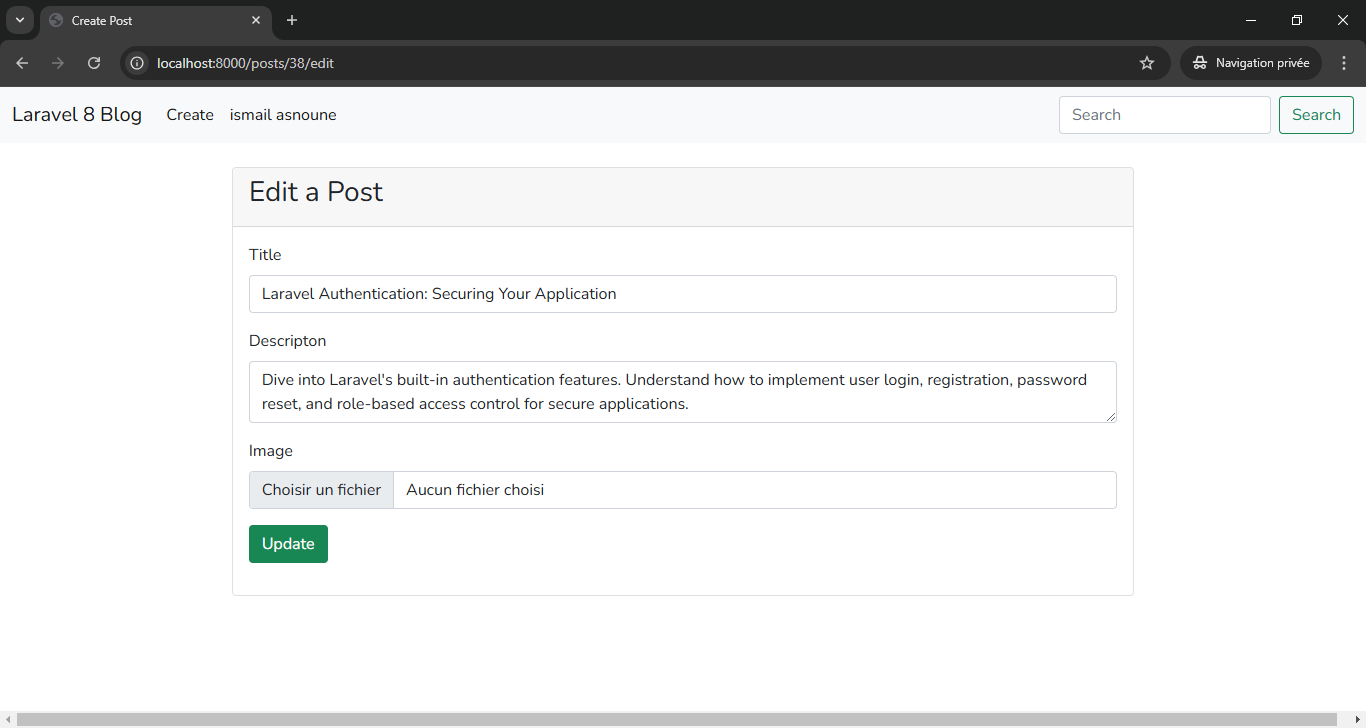 Create Post
localhost:8000/posts/38/edit
Navigation privée
Laravel 8 Blog Create ismail asnoune Search Search
Edit a Post
Title
Laravel Authentication: Securing Your Application
Descripton
Dive into Laravel's built-in authentication features. Understand how to implement user login, registration, password
reset, and role-based access control for secure applications.
Image
Choisir un fichier Aucun fichier choisi
Update